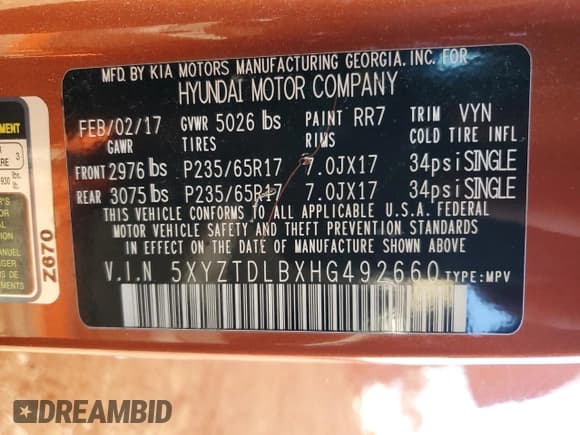 MFD. BY KIA MOTORS MANUFACTURING GEORGIA, INC. FOR
HYUNDAI MOTOR COMPANY
FEB/02/17 GVWR 5026 lbs PAINT RR7 TRIM VYN
GAWR TIRES RIMS COLD TIRE INFL.
FRONT 2976 lbs P235/65R17 7.0JX17 34psi SINGLE
REAR 3075 lbs P235/65R17 7.0JX17 34psi SINGLE
THIS VEHICLE CONFORMS TO ALL APPLICABLE U.S.A. FEDERAL
MOTOR VEHICLE SAFETY AND THEFT PREVENTION STANDARDS
IN EFFECT ON THE DATE OF MANUFACTURE SHOWN ABOVE.
V.I.N 5XYZTDLBXHG492660 TYPE:MPV
Z670
3
930
lbs.
DREAMBID